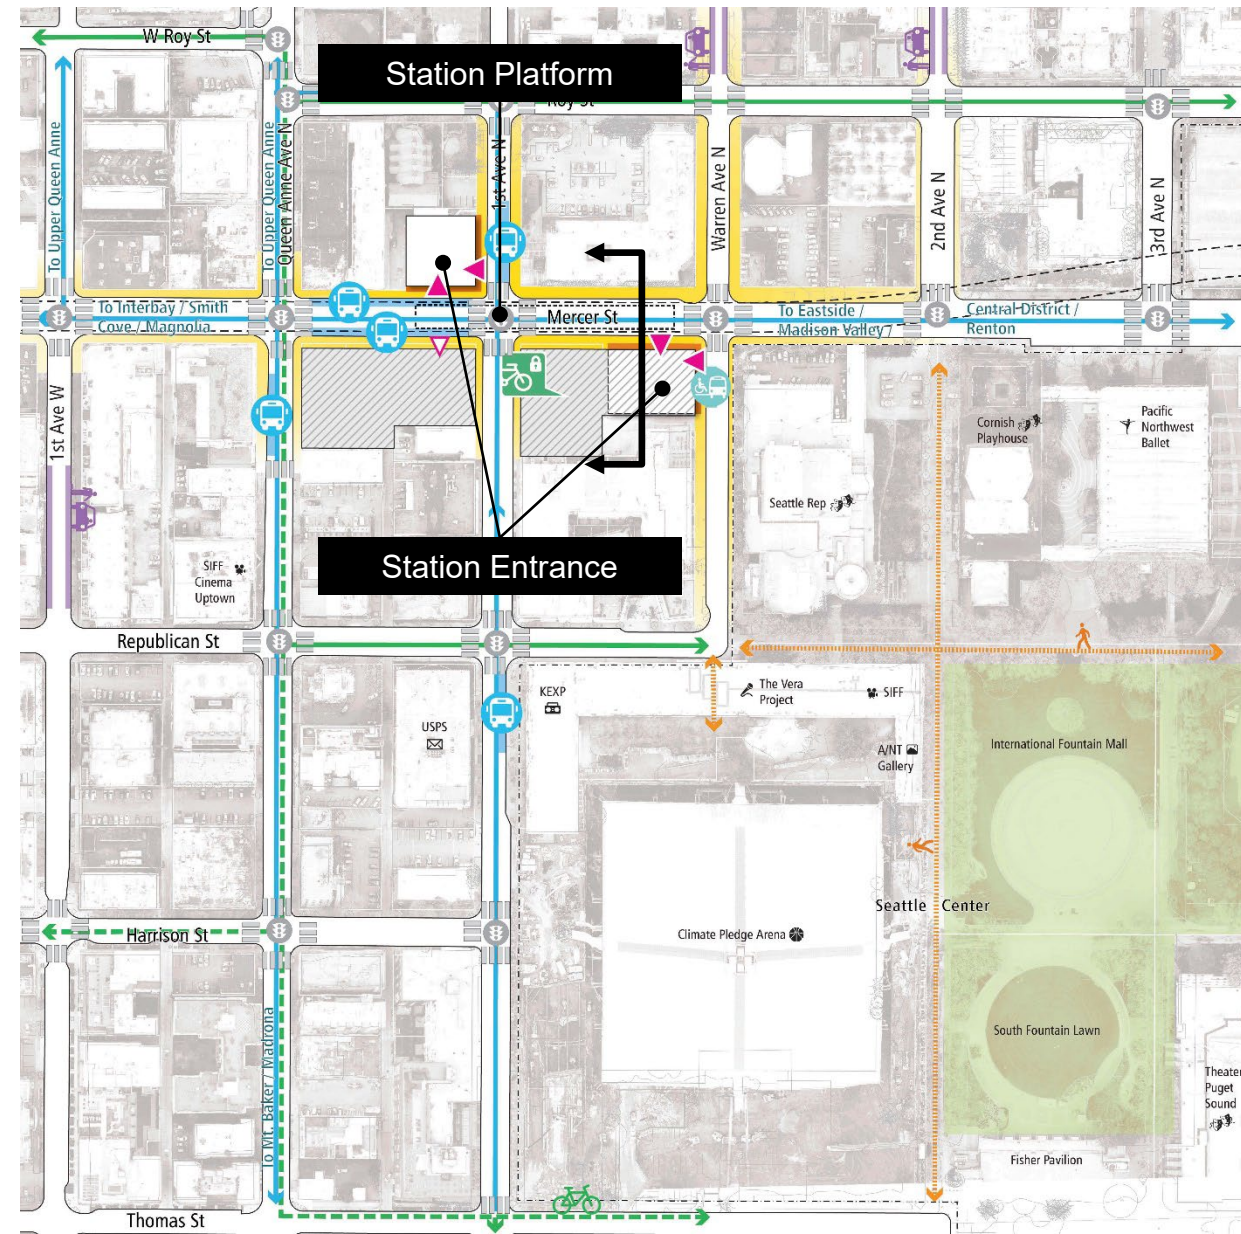 W Roy St
Station Platform
Roy St
To Upper Queen Anne
To Upper Queen Anne
Queen Anne Ave N
1st Ave N
Warren Ave N
2nd Ave N
3rd Ave N
To Interbay / Smith
Cove / Magnolia
Mercer St
To Eastside /
Madison Valley /
Central District /
Renton
1st Ave W
Cornish
Playhouse
Pacific
Northwest
Ballet
Seattle Rep
SIFF
Cinema
Uptown
Station Entrance
Republican St
KEXP
The Vera
Project
SIFF
USPS
A/NT
Gallery
International Fountain Mall
Seattle Center
Harrison St
Climate Pledge Arena
South Fountain Lawn
To Mt. Baker / Madrona
Theater
Puget
Sound
Fisher Pavilion
Thomas St